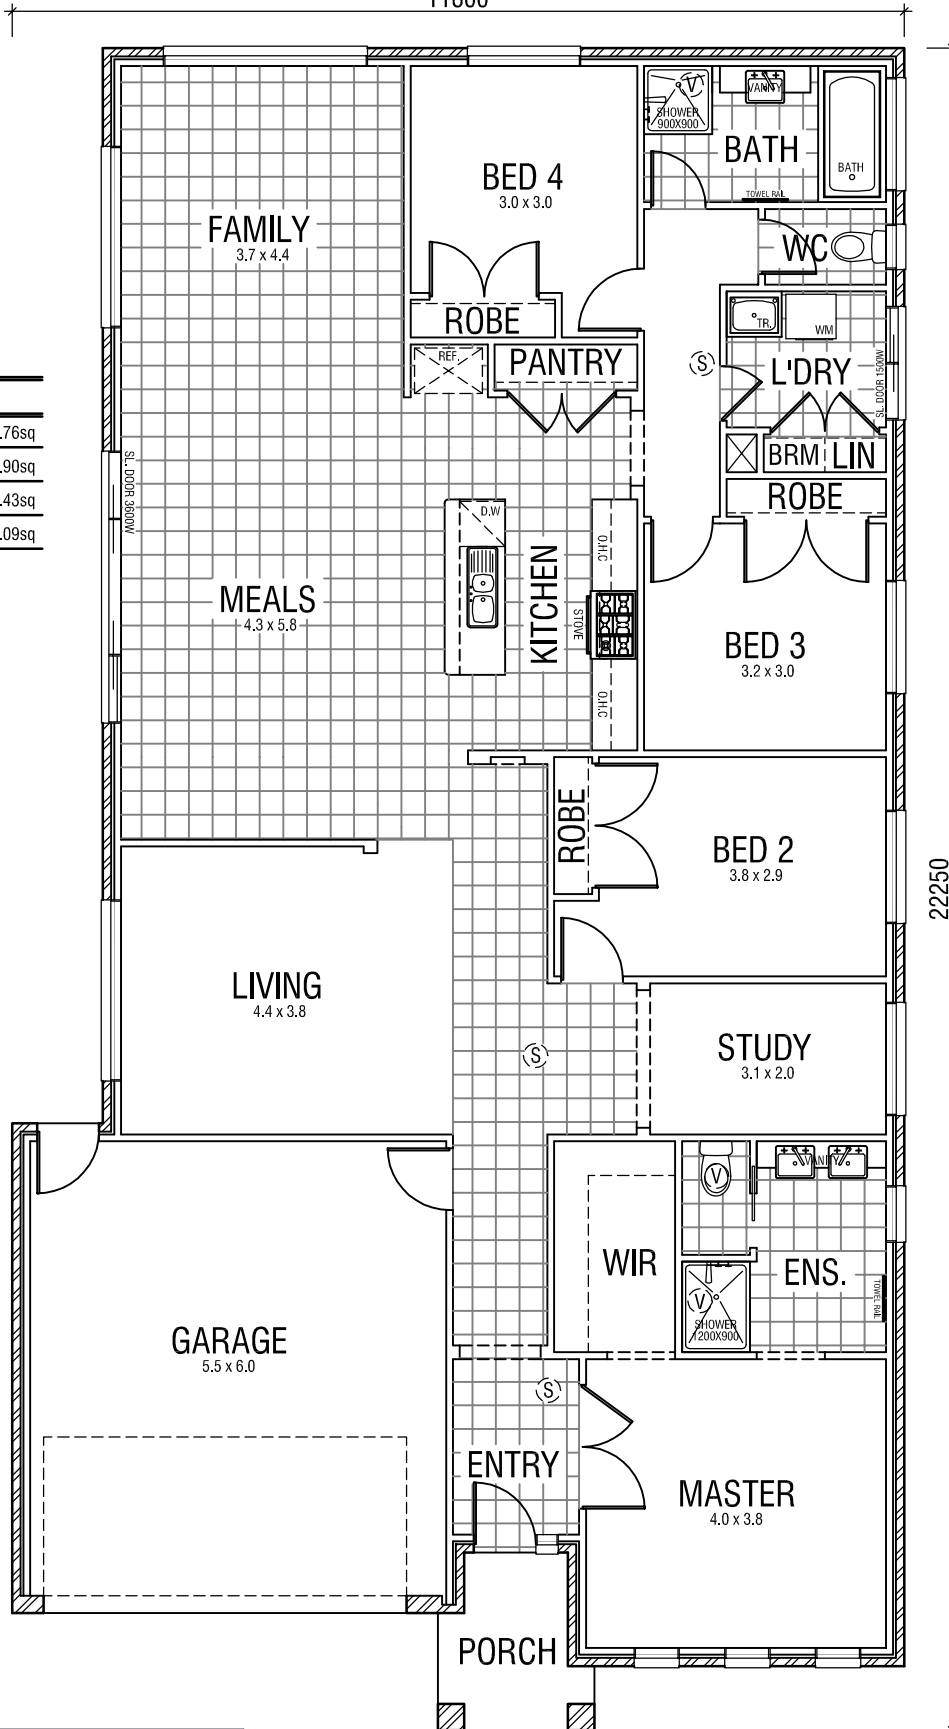 BED 4
3.0 x 3.0
SHOWER
900X900
V
VANITY
BATH
TOWEL RAIL
BATH
FAMILY
3.7 x 4.4
WC
ROBE
TR.
WM
REF.
PANTRY
S
L'DRY
SL. DOOR 1500W
.76sq
.90sq
.43sq
.09sq
BRM
LIN
ROBE
SL. DOOR 3600W
D.W
O.H.C
KITCHEN
STOVE
O.H.C
MEALS
4.3 x 5.8
BED 3
3.2 x 3.0
ROBE
BED 2
3.8 x 2.9
22250
LIVING
4.4 x 3.8
S
STUDY
3.1 x 2.0
V
VANITY
WIR
ENS.
TOWEL RAIL
V
SHOWER
1200X900
GARAGE
5.5 x 6.0
S
ENTRY
MASTER
4.0 x 3.8
PORCH